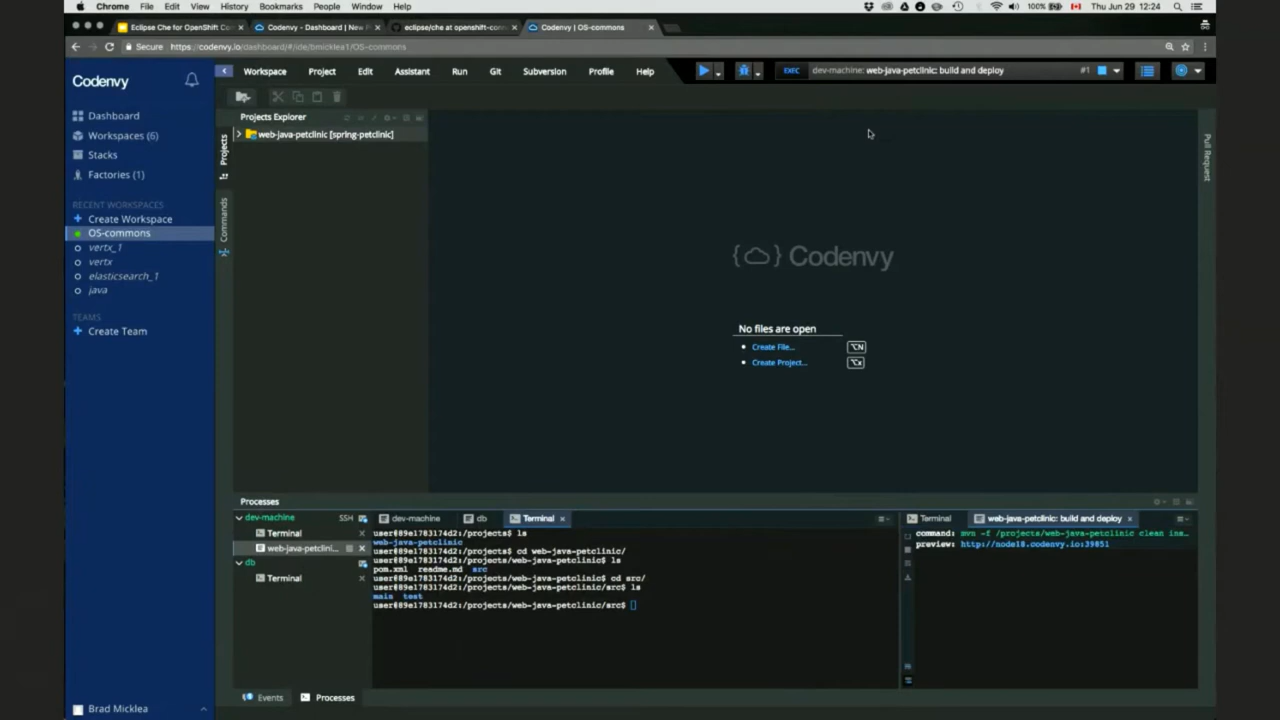 Chrome File Edit View History Bookmarks People Window Help 100% Thu Jun 29 12:24
Eclipse Che for OpenShift Co
Codenvy - Dashboard | New P
eclipse/che at openshift-conn
Codenvy | OS-commons
Secure https://codenvy.io/dashboard/#/ide/bmicklea1/OS-commons
Codenvy
Workspace Project Edit Assistant Run Git Subversion Profile Help
EXEC dev-machine: web-java-petclinic: build and deploy #1
Dashboard
Workspaces (6)
Stacks
Factories (1)
RECENT WORKSPACES
+ Create Workspace
OS-commons
vertx_1
vertx
elasticsearch_1
java
TEAMS
+ Create Team
Brad Micklea
Projects
Commands
Projects Explorer
web-java-petclinic [spring-petclinic]
{} Codenvy
No files are open
Create File... ⌥N
Create Project... ⌥x
Pull Request
Processes
dev-machine SSH
Terminal x
web-java-petclini... x
db
Terminal x
dev-machine db Terminal x
user@89e1783174d2:/projects$ ls
web-java-petclinic
user@89e1783174d2:/projects$ cd web-java-petclinic/
user@89e1783174d2:/projects/web-java-petclinic$ ls
pom.xml readme.md src
user@89e1783174d2:/projects/web-java-petclinic$ cd src/
user@89e1783174d2:/projects/web-java-petclinic/src$ ls
main test
user@89e1783174d2:/projects/web-java-petclinic/src$
Terminal web-java-petclinic: build and deploy x
command: mvn -f /projects/web-java-petclinic clean ins...
preview: http://node18.codenvy.io:39851
Events Processes